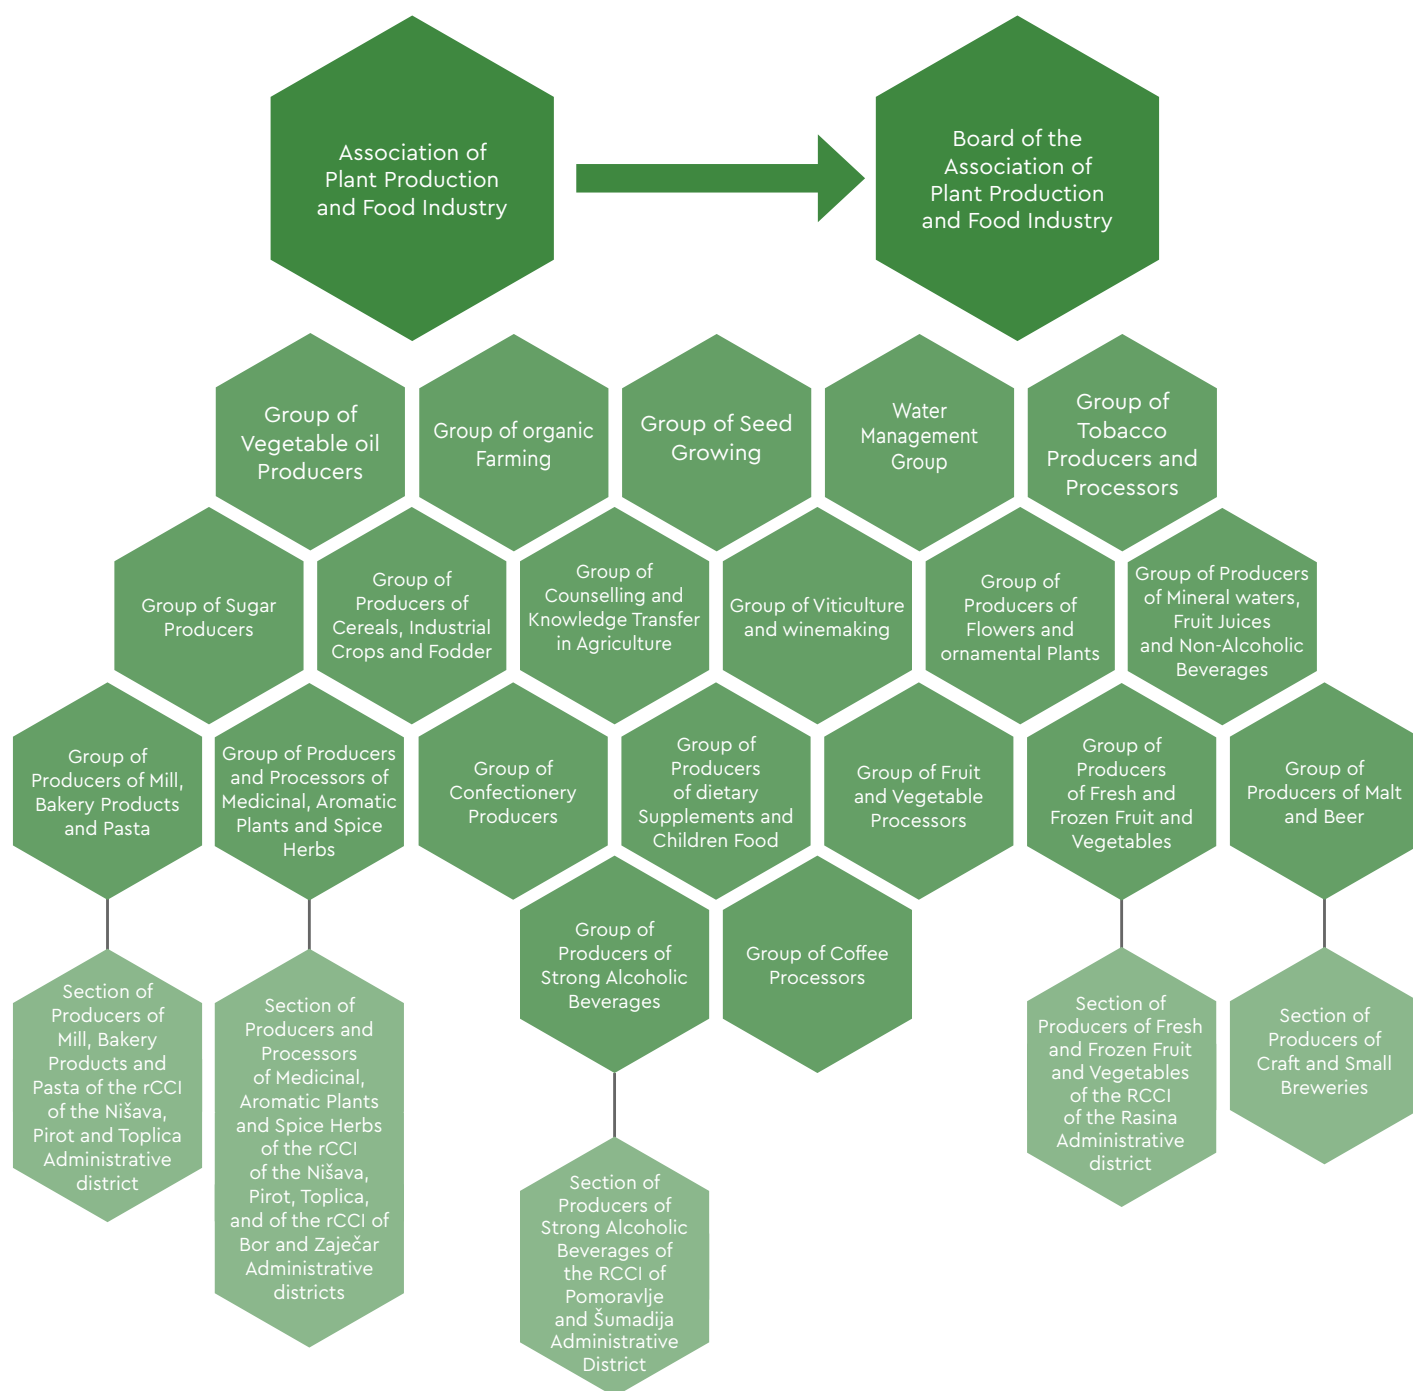 Association of
Plant Production
and Food Industry
Board of the
Association of
Plant Production
and Food Industry
Group of
Vegetable oil
Producers
Group of organic
Farming
Group of Seed
Growing
Water
Management
Group
Group of
Tobacco
Producers and
Processors
Group of Sugar
Producers
Group of
Producers of
Cereals, Industrial
Crops and Fodder
Group of
Counselling and
Knowledge Transfer
in Agriculture
Group of Viticulture
and winemaking
Group of
Producers of
Flowers and
ornamental Plants
Group of Producers
of Mineral waters,
Fruit Juices
and Non-Alcoholic
Beverages
Group of
Producers of Mill,
Bakery Products
and Pasta
Group of Producers
and Processors of
Medicinal, Aromatic
Plants and Spice
Herbs
Group of
Confectionery
Producers
Group of
Producers
of dietary
Supplements and
Children Food
Group of Fruit
and Vegetable
Processors
Group of
Producers
of Fresh and
Frozen Fruit and
Vegetables
Group of
Producers of Malt
and Beer
Group of
Producers of
Strong Alcoholic
Beverages
Group of Coffee
Processors
Section of
Producers of
Mill, Bakery
Products and
Pasta of the rCCI
of the Nišava,
Pirot and Toplica
Administrative
district
Section of
Producers and
Processors
of Medicinal,
Aromatic Plants
and Spice Herbs
of the rCCI
of the Nišava,
Pirot, Toplica,
and of the rCCI of
Bor and Zaječar
Administrative
districts
Section of
Producers of
Strong Alcoholic
Beverages of
the RCCI of
Pomoravlje
and Šumadija
Administrative
District
Section of
Producers of Fresh
and Frozen Fruit
and Vegetables
of the RCCI
of the Rasina
Administrative
district
Section of
Producers of
Craft and Small
Breweries